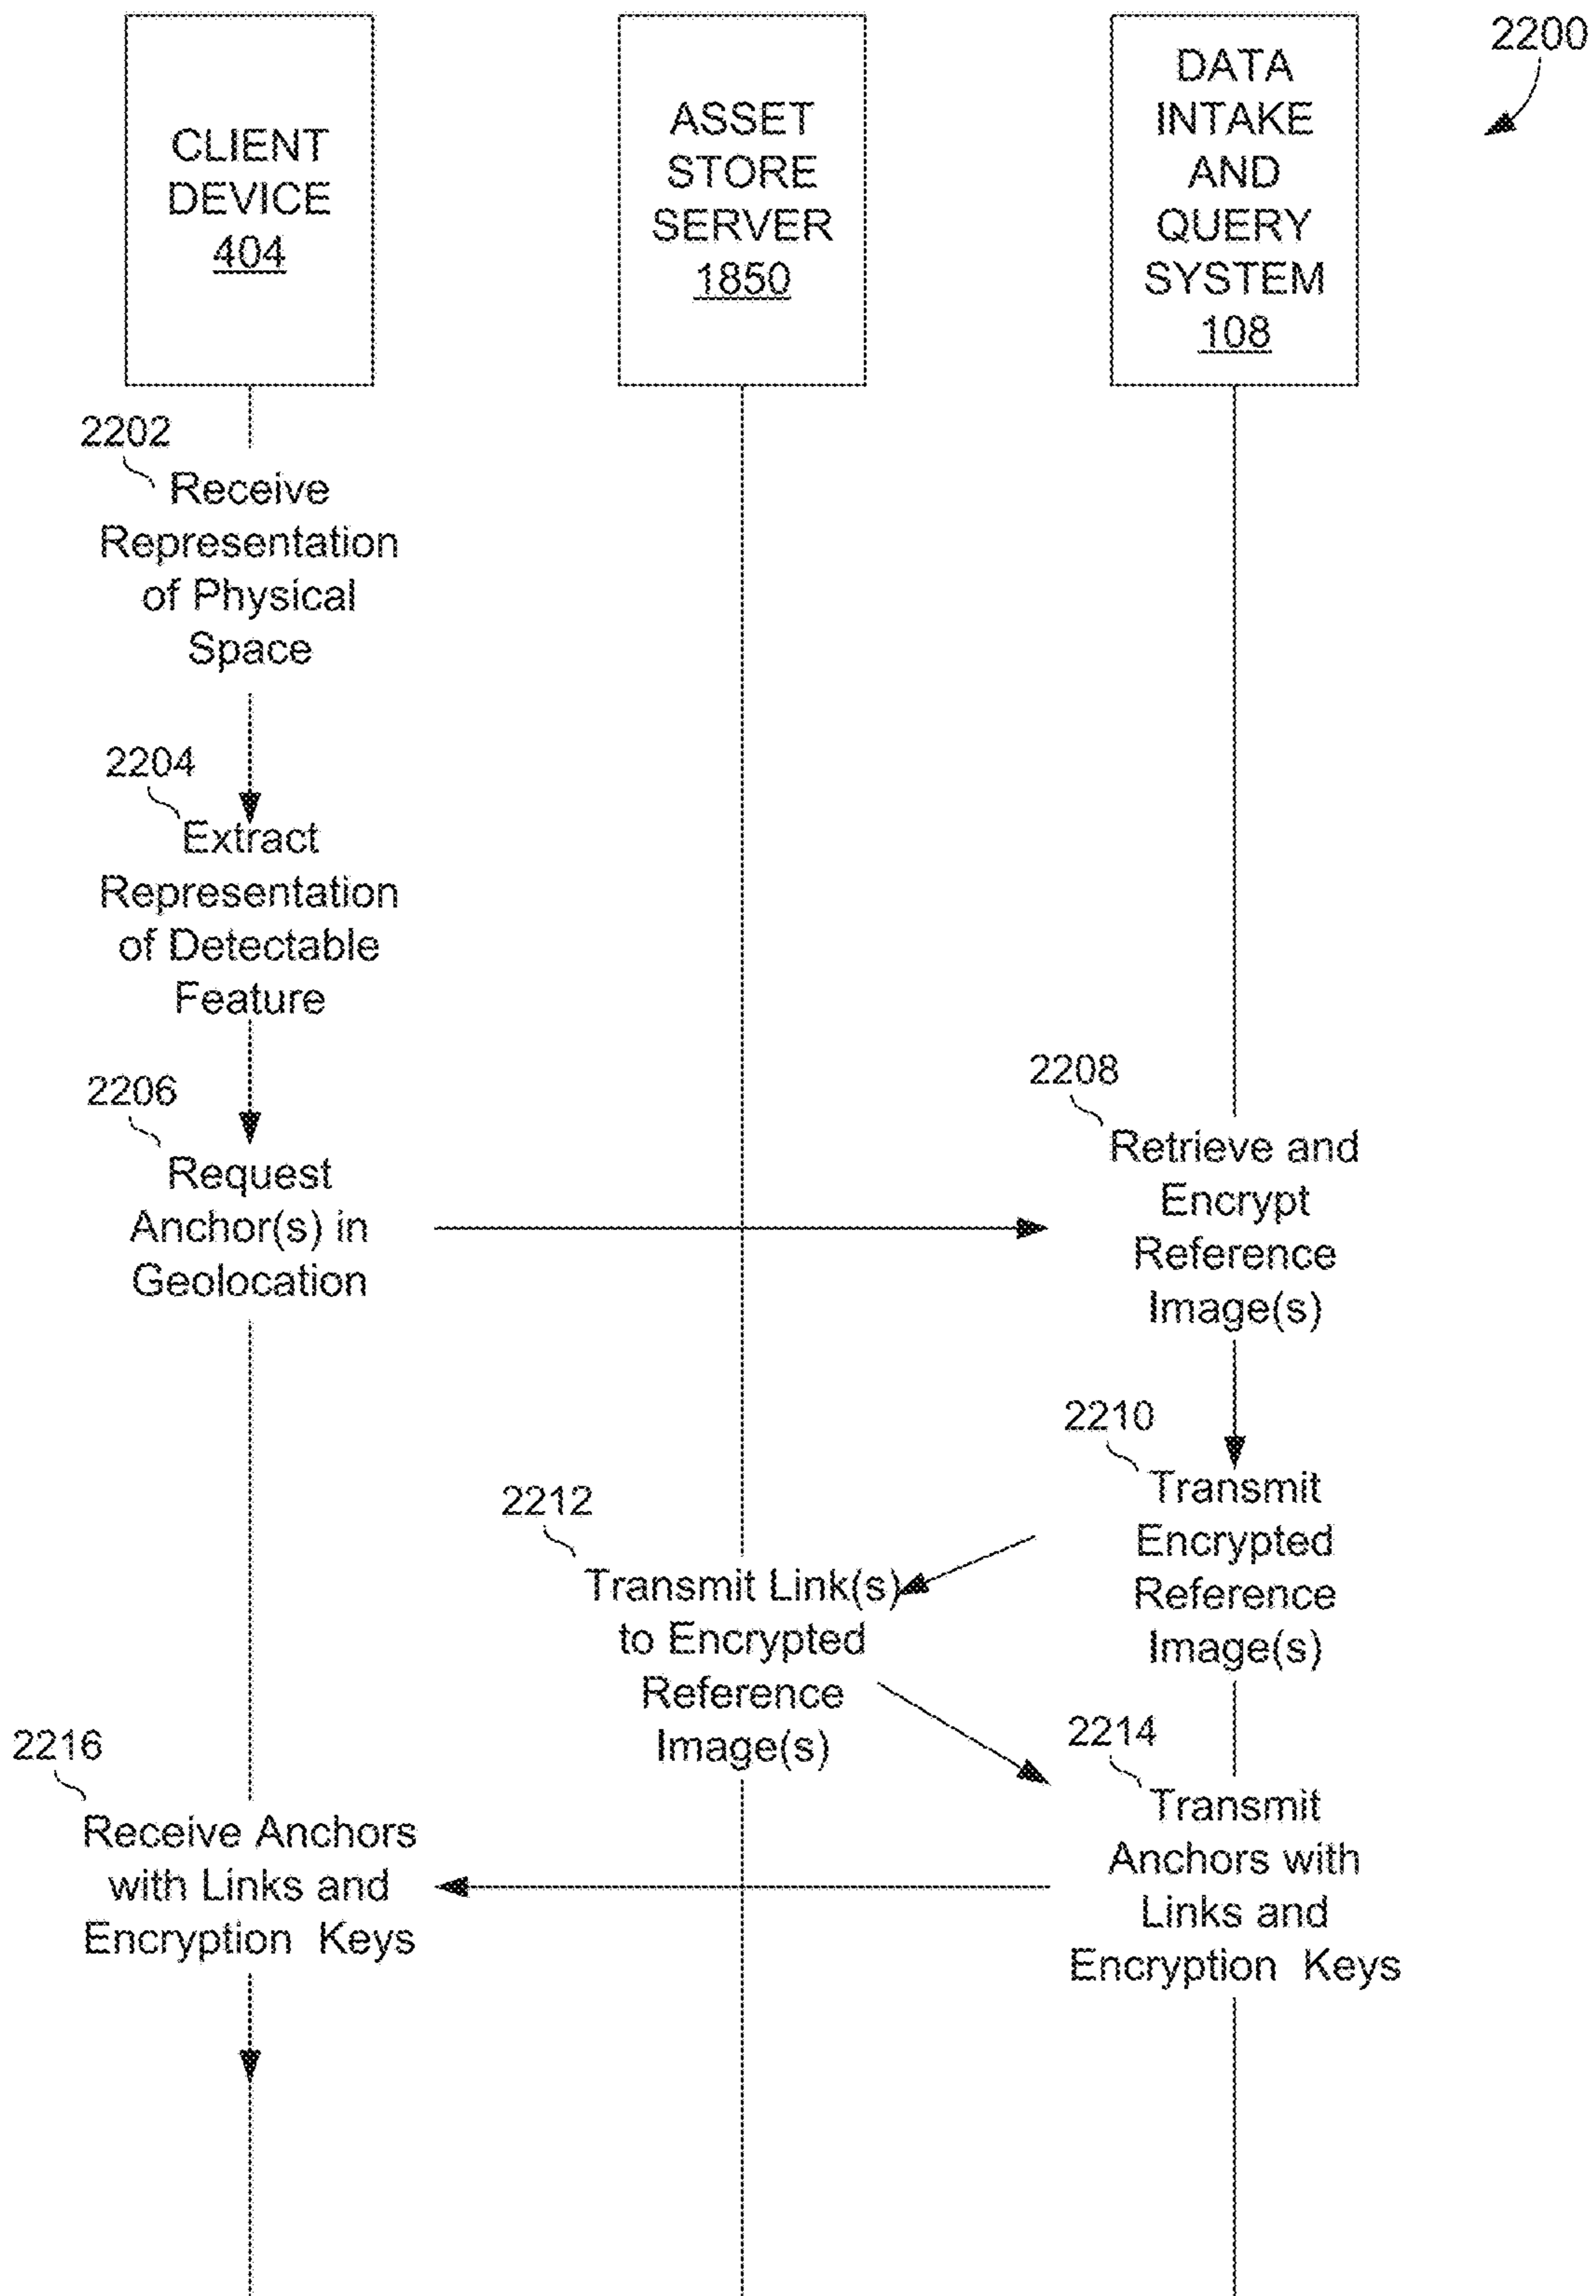 2200
CLIENT
DEVICE
404
ASSET
STORE
SERVER
1850
DATA
INTAKE
AND
QUERY
SYSTEM
108
2202
Receive
Representation
of Physical
Space
2204
Extract
Representation
of Detectable
Feature
2206
Request
Anchor(s) in
Geolocation
2208
Retrieve and
Encrypt
Reference
Image(s)
2210
Transmit
Encrypted
Reference
Image(s)
2212
Transmit Link(s)
to Encrypted
Reference
Image(s)
2214
Transmit
Anchors with
Links and
Encryption Keys
2216
Receive Anchors
with Links and
Encryption Keys